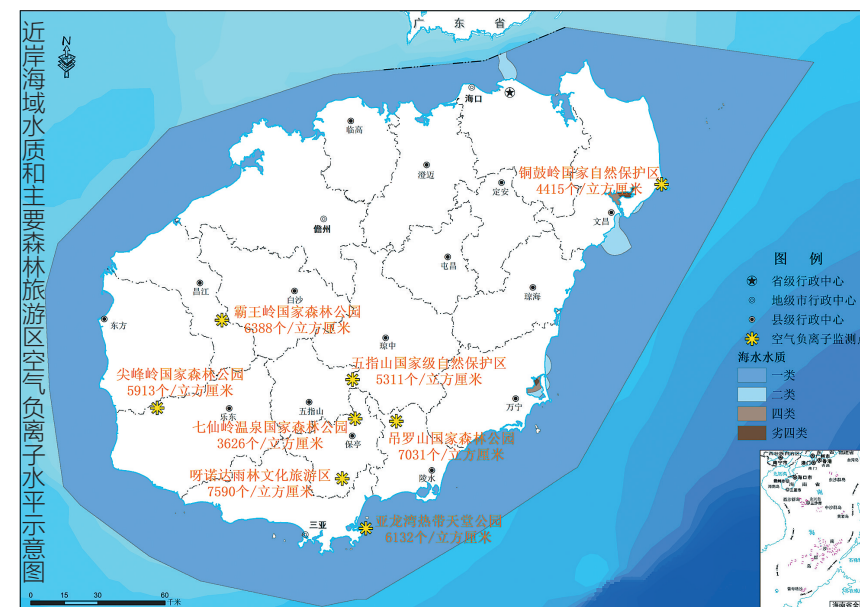 近岸海域水质和主要森林旅游区空气负离子水平示意图
N
广 东 省
海口
临高
澄迈
定安
铜鼓岭国家自然保护区
4415个/立方厘米
文昌
儋州
屯昌
琼海
昌江
白沙
霸王岭国家森林公园
6388个/立方厘米
东方
琼中
五指山国家级自然保护区
5311个/立方厘米
尖峰岭国家森林公园
5913个/立方厘米
乐东
五指山
万宁
七仙岭温泉国家森林公园
3626个/立方厘米
保亭
吊罗山国家森林公园
7031个/立方厘米
呀诺达雨林文化旅游区
7590个/立方厘米
陵水
三亚
亚龙湾热带天堂公园
6132个/立方厘米
图 例
省级行政中心
地级市行政中心
县级行政中心
空气负离子监测点
海水水质
一类
二类
四类
劣四类
0 15 30 60
千米